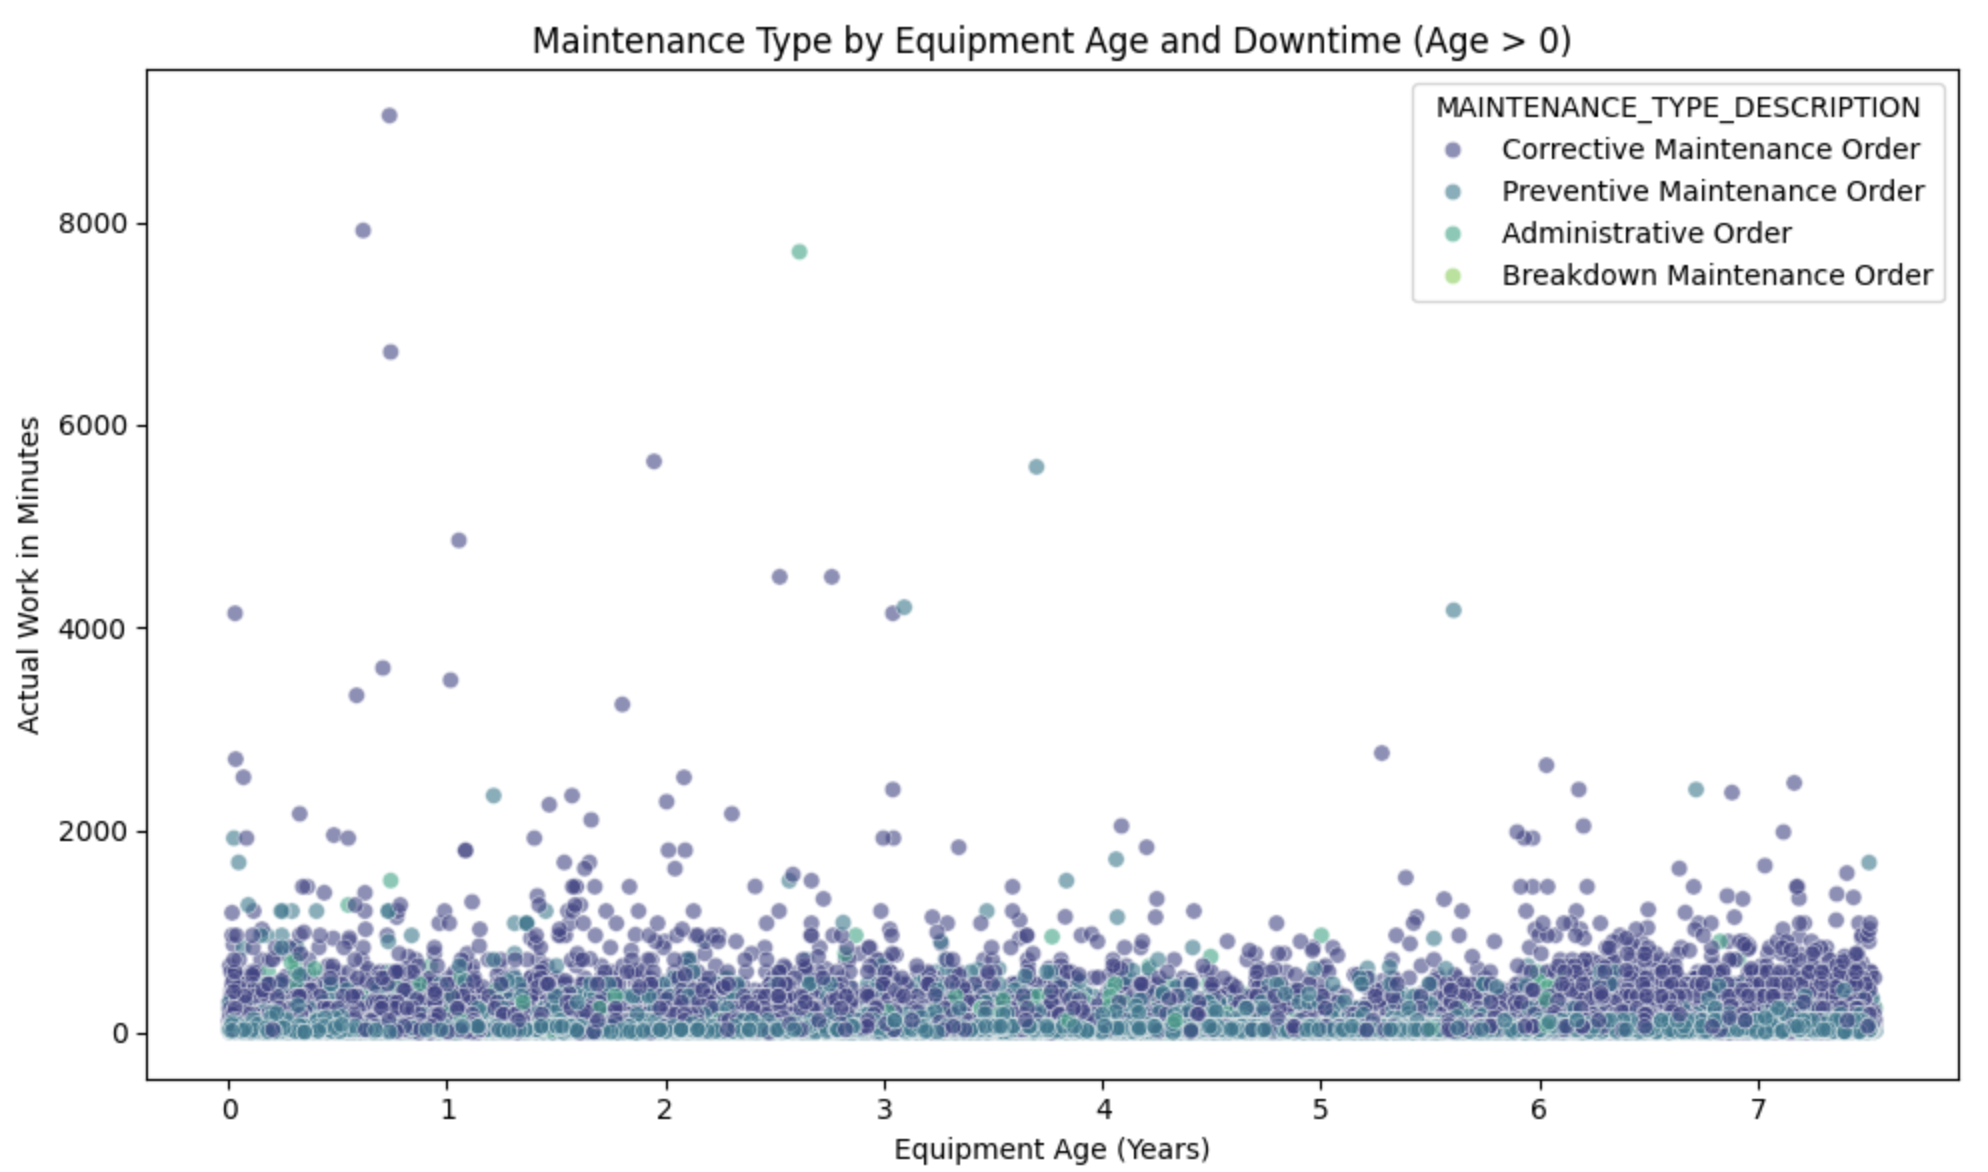 Maintenance Type by Equipment Age and Downtime (Age > 0)
MAINTENANCE_TYPE_DESCRIPTION
Corrective Maintenance Order
Preventive Maintenance Order
Administrative Order
Breakdown Maintenance Order
Actual Work in Minutes
8000
6000
4000
2000
0
0 1 2 3 4 5 6 7
Equipment Age (Years)